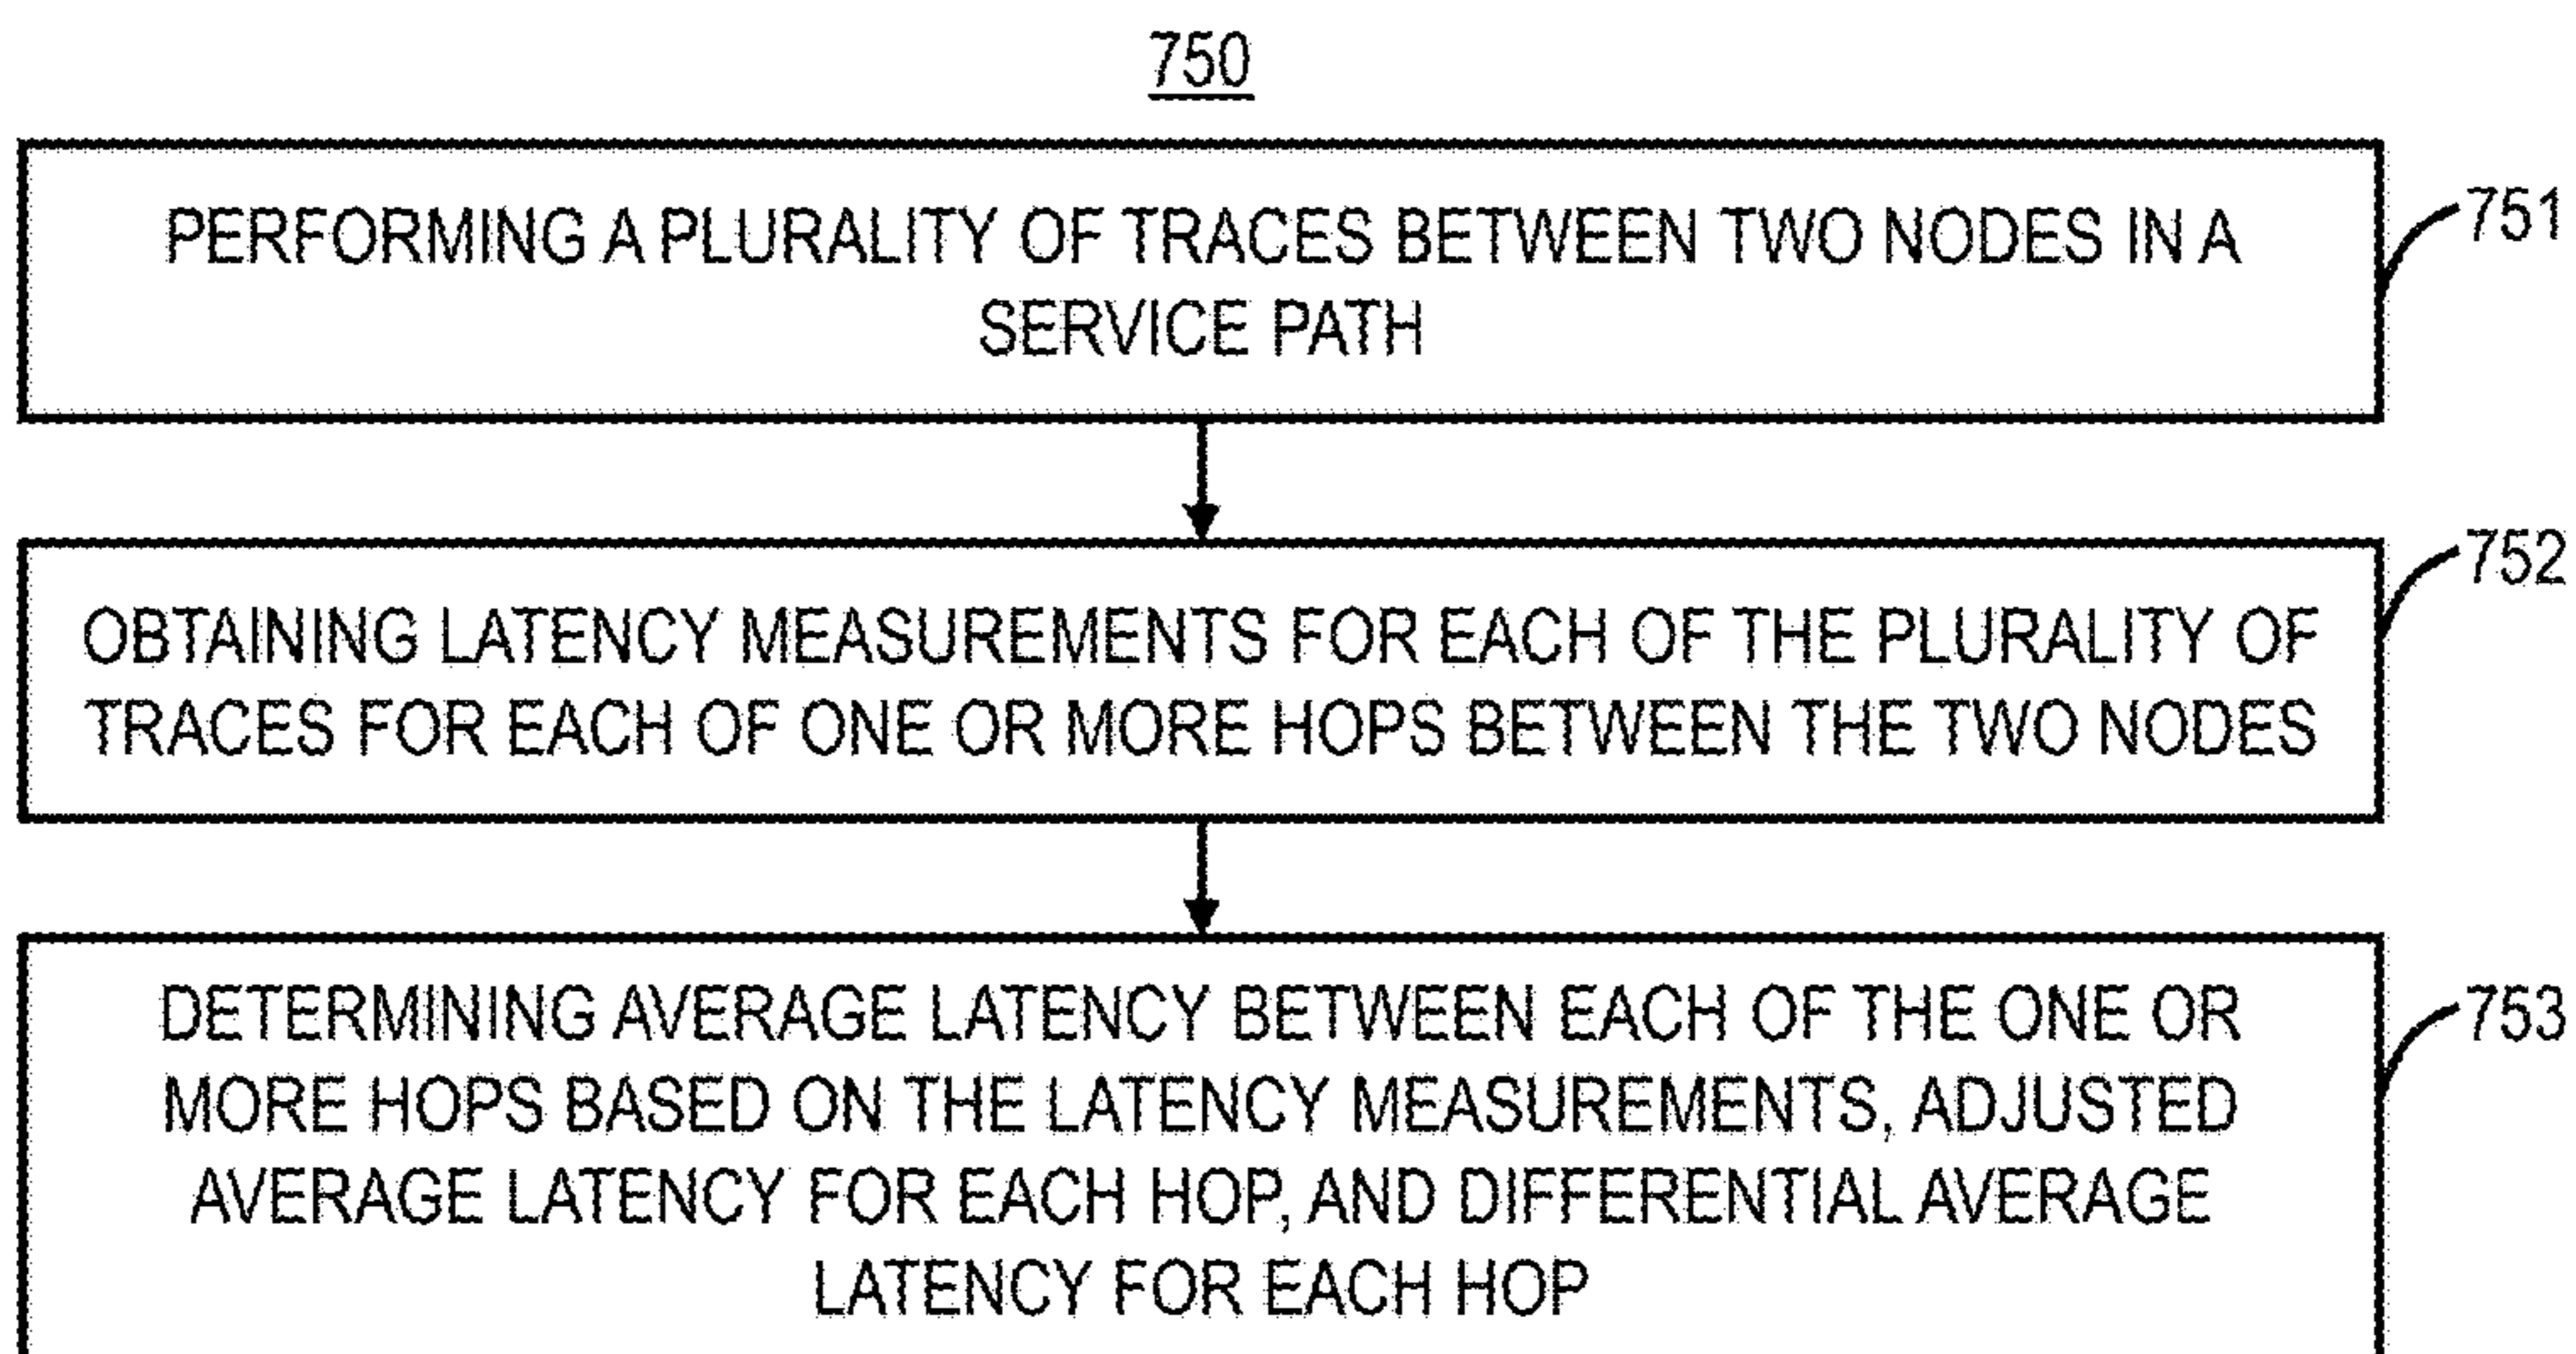 750
PERFORMING A PLURALITY OF TRACES BETWEEN TWO NODES IN A
SERVICE PATH
751
OBTAINING LATENCY MEASUREMENTS FOR EACH OF THE PLURALITY OF
TRACES FOR EACH OF ONE OR MORE HOPS BETWEEN THE TWO NODES
752
DETERMINING AVERAGE LATENCY BETWEEN EACH OF THE ONE OR
MORE HOPS BASED ON THE LATENCY MEASUREMENTS, ADJUSTED
AVERAGE LATENCY FOR EACH HOP, AND DIFFERENTIAL AVERAGE
LATENCY FOR EACH HOP
753